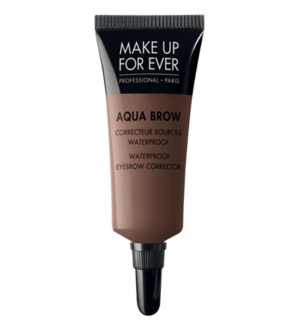 MAKE UP
FOR EVER
PROFESSIONAL – PARIS
AQUA BROW
CORRECTEUR SOURCILS
WATERPROOF
WATERPROOF
EYEBROW CORRECTOR